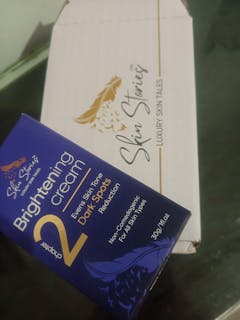 Skin Stories
LUXURY SKIN TALES
Skin Stories
Brightening
cream
chapter
2
Evens Skin Tone
Dark Spots
Reduction
Non-Comedogenic
For All Skin Types
30g/1fl.oz